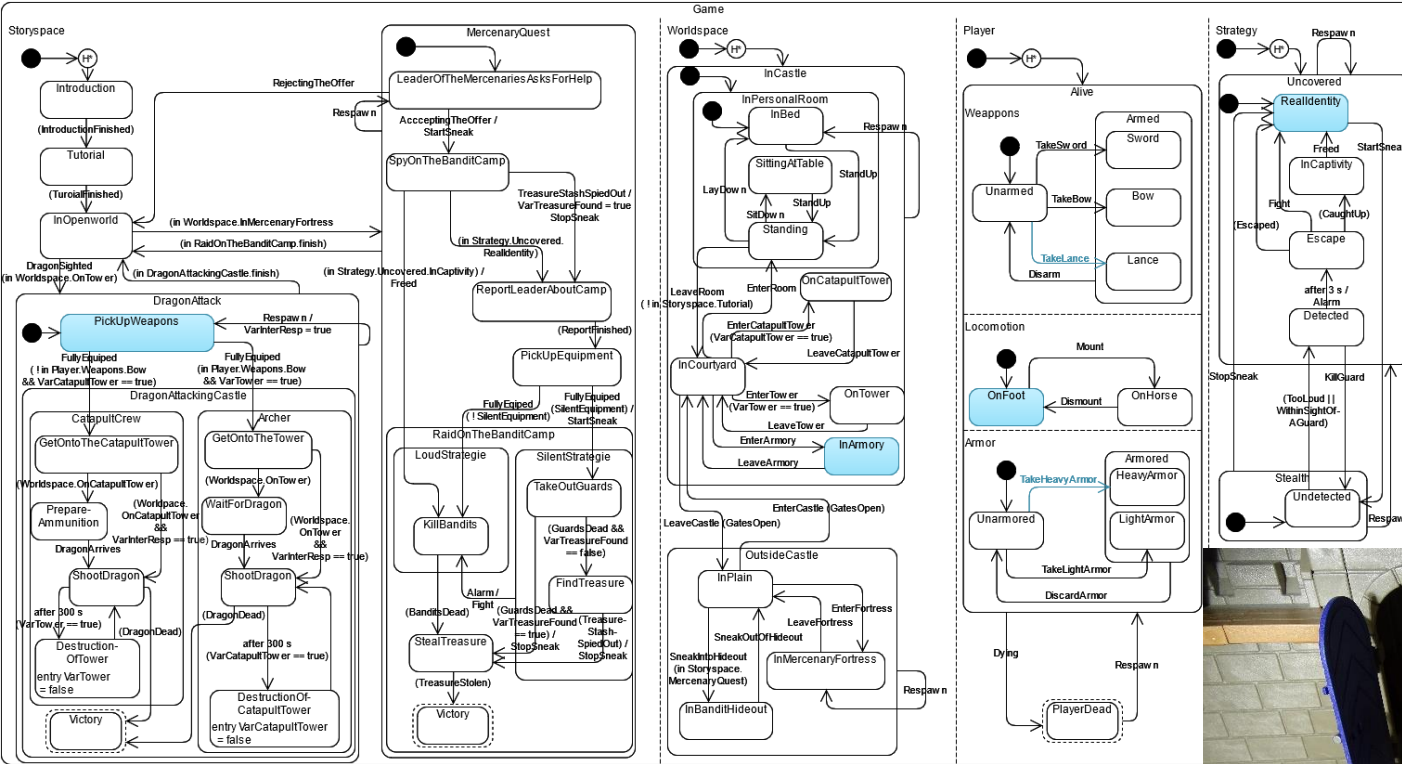 Game
Storyspace
H*
Introduction
(IntroductionFinished)
Tutorial
(TuroialFinished)
InOpenworld
RejectingTheOffer
(in Worldspace.InMercenaryFortress
(in RaidOnTheBanditCamp.finish)
DragonSighted
(in Worldspace.OnTower)
(in DragonAttackingCastle.finish)
DragonAttack
PickUpWeapons
Respawn /
VarInterResp = true
FullyEquiped
( ! in Player.Weapons.Bow
&& VarCatapultTower == true)
FullyEquiped
(in Player.Weapons.Bow
&& VarTower == true)
DragonAttackingCastle
CatapultCrew
GetOntoTheCatapultTower
(Worldspace.OnCatapultTower)
Prepare-
Ammunition
(Worldpace.
OnCatapultTower
&&
VarInterResp == true)
DragonArrives
ShootDragon
after 300 s
(VarTower == true)
(DragonDead)
Destruction-
OfTower
entry VarTower
= false
Victory
Archer
GetOntoTheTower
(Worldspace.OnTower)
WaitForDragon
(Worldspace.
OnTower
&&
VarInterResp == true)
DragonArrives
ShootDragon
(DragonDead)
after 300 s
(VarCatapultTower == true)
DestructionOf-
CatapultTower
entry VarCatapultTower
= false
MercenaryQuest
LeaderOfTheMercenariesAsksForHelp
Respawn
AccceptingTheOffer /
StartSneak
SpyOnTheBanditCamp
TreasureStashSpiedOut /
VarTreasureFound = true
StopSneak
(in Strategy.Uncovered.
RealIdentity)
(in Strategy.Uncovered.InCaptivity) /
Freed
ReportLeaderAboutCamp
(ReportFinished)
PickUpEquipment
FullyEqiped
( ! SilentEquipment)
FullyEquiped
(SilentEquipment) /
StartSneak
RaidOnTheBanditCamp
LoudStrategie
KillBandits
SilentStrategie
TakeOutGuards
(GuardsDead &&
VarTreasureFound
== false)
FindTreasure
Alarm /
Fight
(BanditsDead)
(GuardsDead &&
VarTreasureFound
== true) /
StopSneak
(Treasure-
Stash-
SpiedOut) /
StopSneak
StealTreasure
(TreasureStolen)
Victory
Worldspace
H*
InCastle
InPersonalRoom
InBed
Respawn
SittingAtTable
StandUp
LayDown
SitDown
StandUp
Standing
LeaveRoom
( ! in.Storyspace.Tutorial)
EnterRoom
OnCatapultTower
EnterCatapultTower
(VarCatapultTower == true)
LeaveCatapultTower
InCourtyard
EnterTower
(VarTower == true)
OnTower
LeaveTower
EnterArmory
InArmory
LeaveArmory
LeaveCastle (GatesOpen)
EnterCastle (GatesOpen)
OutsideCastle
InPlain
EnterFortress
LeaveFortress
SneakOutOfHideout
SneakIntoHideout
(in Storyspace.
MercenaryQuest)
InMercenaryFortress
Respawn
InBanditHideout
Player
H*
Alive
Weappons
Armed
TakeSword
Sword
Unarmed
TakeBow
Bow
TakeLance
Lance
Disarm
Locomotion
Mount
OnFoot
Dismount
OnHorse
Armor
Armored
TakeHeavyArmor
HeavyArmor
Unarmored
LightArmor
TakeLightArmor
DiscardArmor
Dying
Respawn
PlayerDead
Strategy
H*
Respawn
Uncovered
RealIdentity
Freed
StartSneak
InCaptivity
Fight
(CaughtUp)
(Escaped)
Escape
after 3 s /
Alarm
Detected
StopSneak
KillGuard
(TooLoud ||
WithinSightOf-
AGuard)
Stealth
Undetected
Respawn